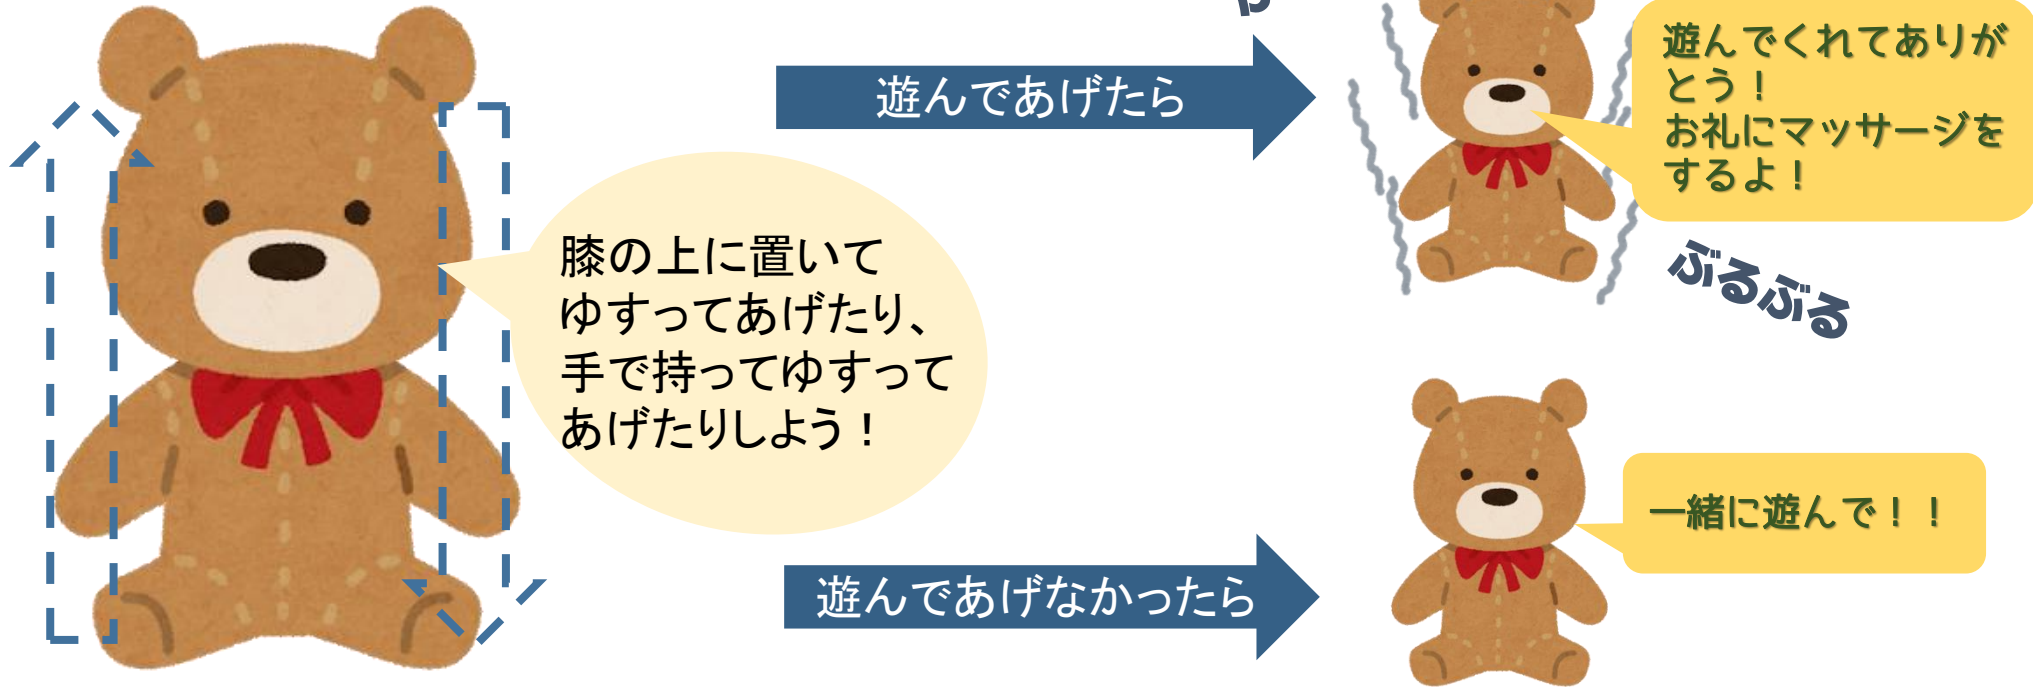 遊んであげたら
遊んでくれてありが
とう！
お礼にマッサージを
するよ！
膝の上に置いて
ゆすってあげたり、
手で持ってゆすって
あげたりしよう！
ぶるぶる
一緒に遊んで！！
遊んであげなかったら